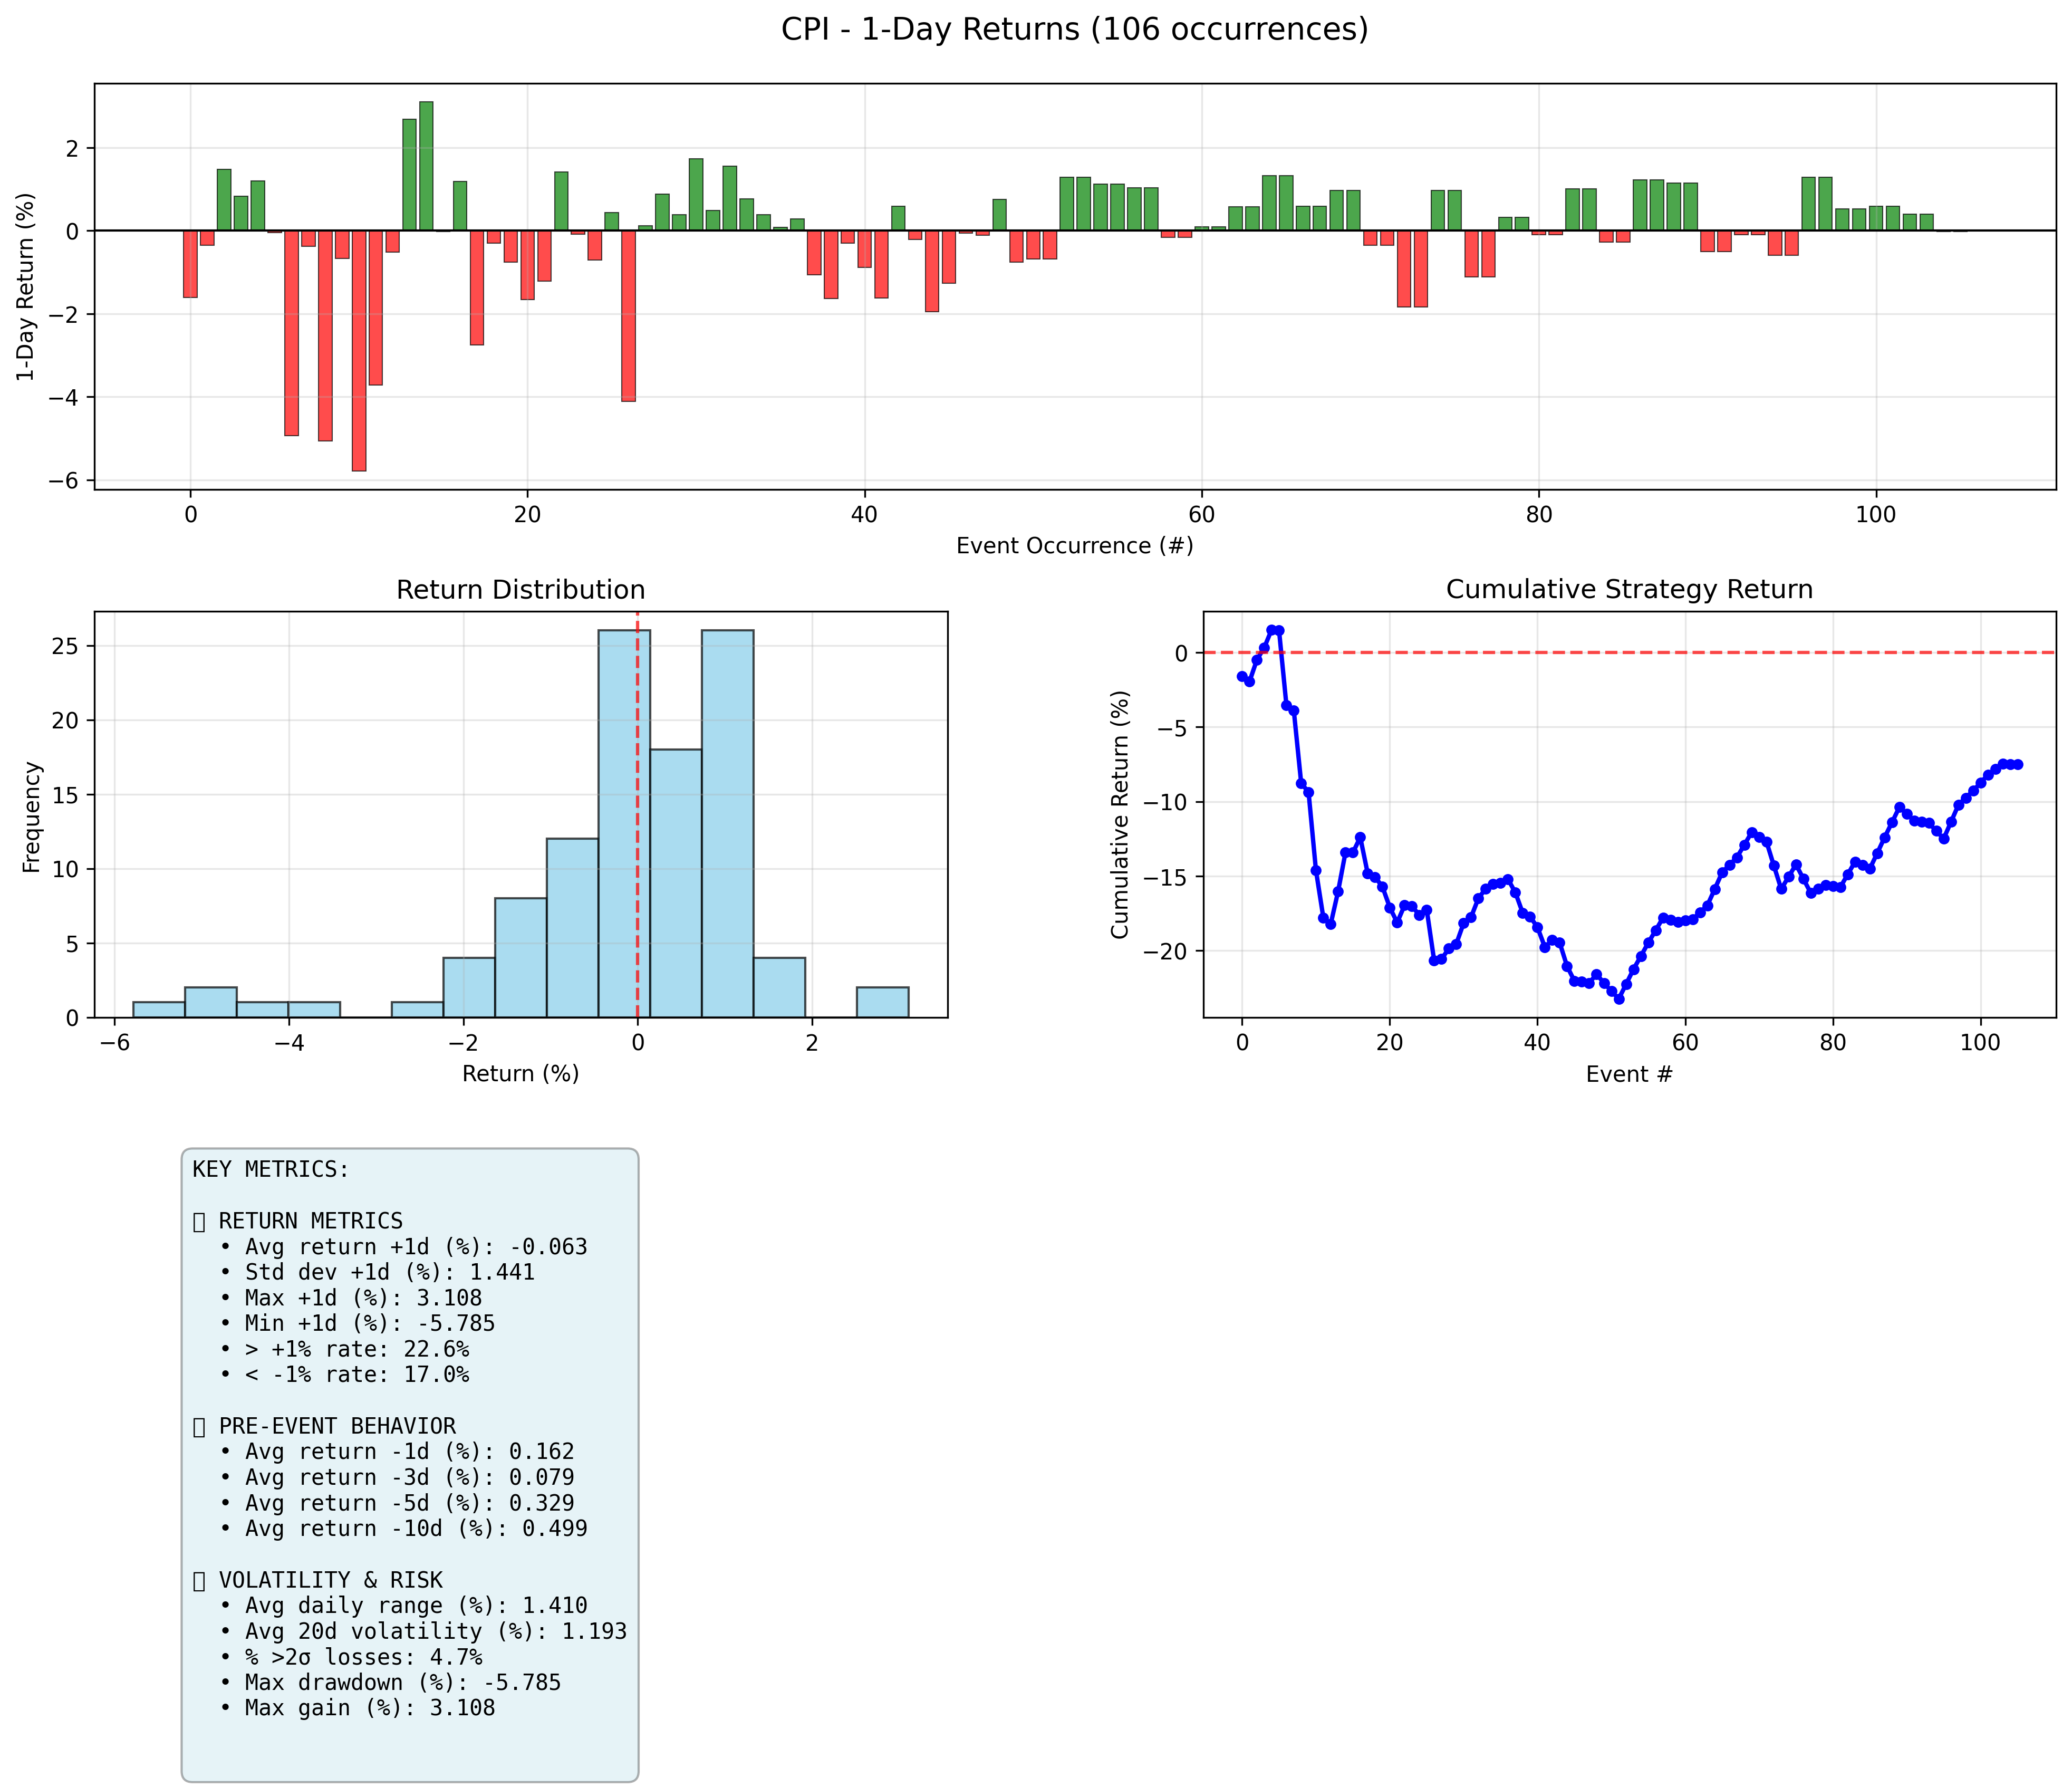 CPI - 1-Day Returns (106 occurrences)
1-Day Return (%)
2
0
−2
−4
−6
0 20 40 60 80 100
Event Occurrence (#)
Return Distribution
Frequency
25
20
15
10
5
0
−6 −4 −2 0 2
Return (%)
Cumulative Strategy Return
Cumulative Return (%)
0
−5
−10
−15
−20
0 20 40 60 80 100
Event #
KEY METRICS:
RETURN METRICS
• Avg return +1d (%): -0.063
• Std dev +1d (%): 1.441
• Max +1d (%): 3.108
• Min +1d (%): -5.785
• > +1% rate: 22.6%
• < -1% rate: 17.0%
PRE-EVENT BEHAVIOR
• Avg return -1d (%): 0.162
• Avg return -3d (%): 0.079
• Avg return -5d (%): 0.329
• Avg return -10d (%): 0.499
VOLATILITY & RISK
• Avg daily range (%): 1.410
• Avg 20d volatility (%): 1.193
• % >2σ losses: 4.7%
• Max drawdown (%): -5.785
• Max gain (%): 3.108